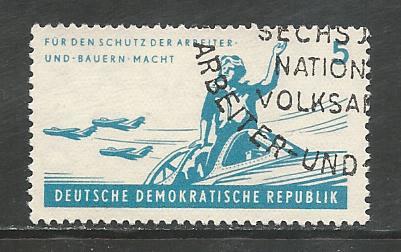 FÜR DEN SCHUTZ DER ARBEITER-
UND-BAUERN-MACHT
5
DEUTSCHE DEMOKRATISCHE REPUBLIK
SECHS
NATION
VOLKSA
ARBEITER-UND-